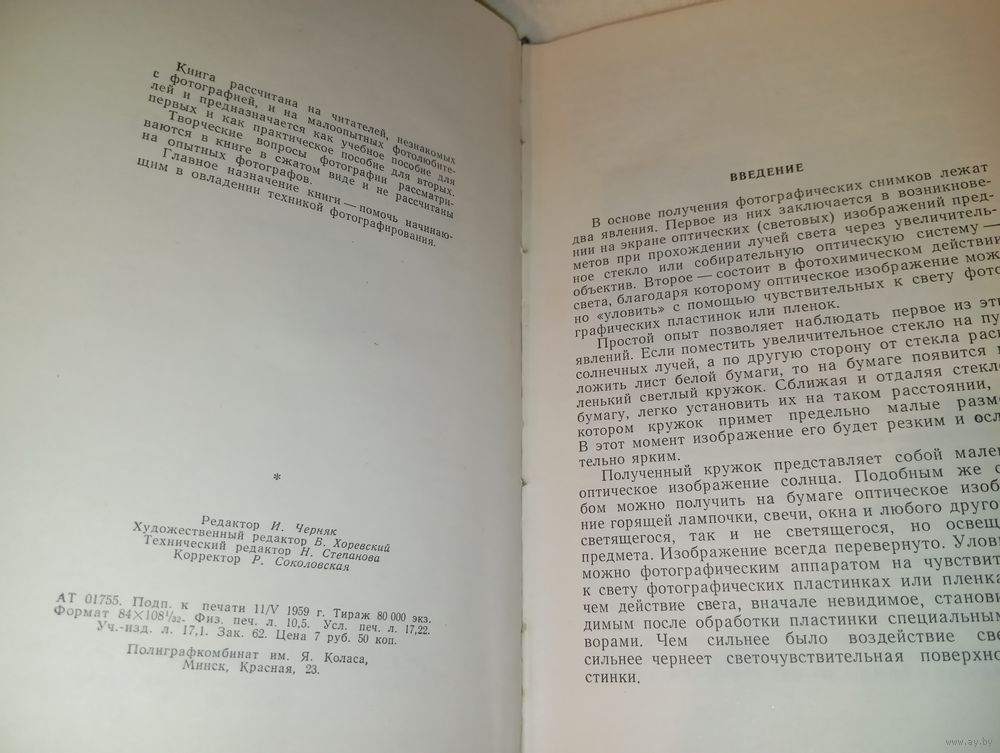 Книга рассчитана на читателей, незнакомых
с фотографией, и на малоопытных фотолюбите-
лей и предназначается как учебное пособие для
первых и как практическое пособие для вторых.
Творческие вопросы фотографии рассматри-
ваются в книге в сжатом виде и не рассчитаны
на опытных фотографов.
Главное назначение книги — помочь начинаю-
щим в овладении техникой фотографирования.
*
Редактор И. Черняк
Художественный редактор В. Хоревский
Технический редактор Н. Степанова
Корректор Р. Соколовская
АТ 01755. Подп. к печати 11/V 1959 г. Тираж 80 000 экз.
Формат 84×108¹/₃₂. Физ. печ. л. 10,5. Усл. печ. л. 17,22.
Уч.-изд. л. 17,1. Зак. 62. Цена 7 руб. 50 коп.
Полиграфкомбинат им. Я. Коласа,
Минск, Красная, 23.
ВВЕДЕНИЕ
В основе получения фотографических снимков лежат
два явления. Первое из них заключается в возникнове-
нии на экране оптических (световых) изображений пред-
метов при прохождении лучей света через увеличитель-
ное стекло или собирательную оптическую систему —
объектив. Второе — состоит в фотохимическом действии
света, благодаря которому оптическое изображение мож
но «уловить» с помощью чувствительных к свету фото
графических пластинок или пленок.
Простой опыт позволяет наблюдать первое из эти
явлений. Если поместить увеличительное стекло на пу
солнечных лучей, а по другую сторону от стекла расп
ложить лист белой бумаги, то на бумаге появится м
ленький светлый кружок. Сближая и отдаляя стекл
бумагу, легко установить их на таком расстоянии,
котором кружок примет предельно малые разм
В этот момент изображение его будет резким и осл
тельно ярким.
Полученный кружок представляет собой мален
оптическое изображение солнца. Подобным же с
бом можно получить на бумаге оптическое изоб
ние горящей лампочки, свечи, окна и любого друго
светящегося, так и не светящегося, но освещ
предмета. Изображение всегда перевернуто. Улов
можно фотографическим аппаратом на чувствит
к свету фотографических пластинках или пленка
чем действие света, вначале невидимое, станови
димым после обработки пластинки специальным
ворами. Чем сильнее было воздействие све
сильнее чернеет светочувствительная поверхно
стинки.
www.ay.by